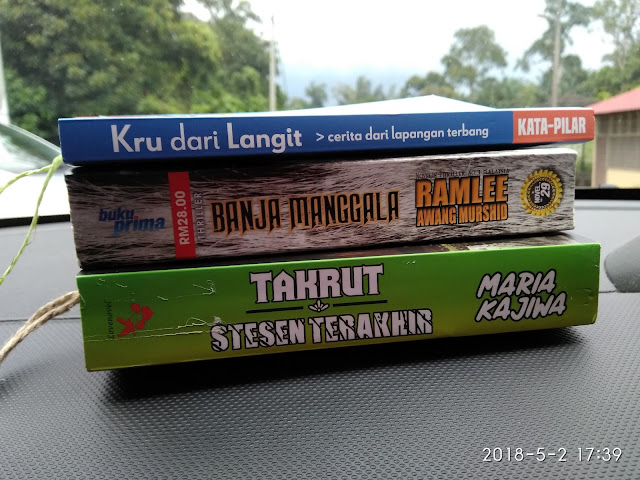 Kru dari Langit > cerita dari lapangan terbang KATA-PILAR
buku
prima
RM28.00
THRILLER
BANJA MANGGALA
RAMLEE
AWANG MURSHID
TAKRUT
STESEN TERAKHIR
MARIA
KAJIWA
2018-5-2 17:39